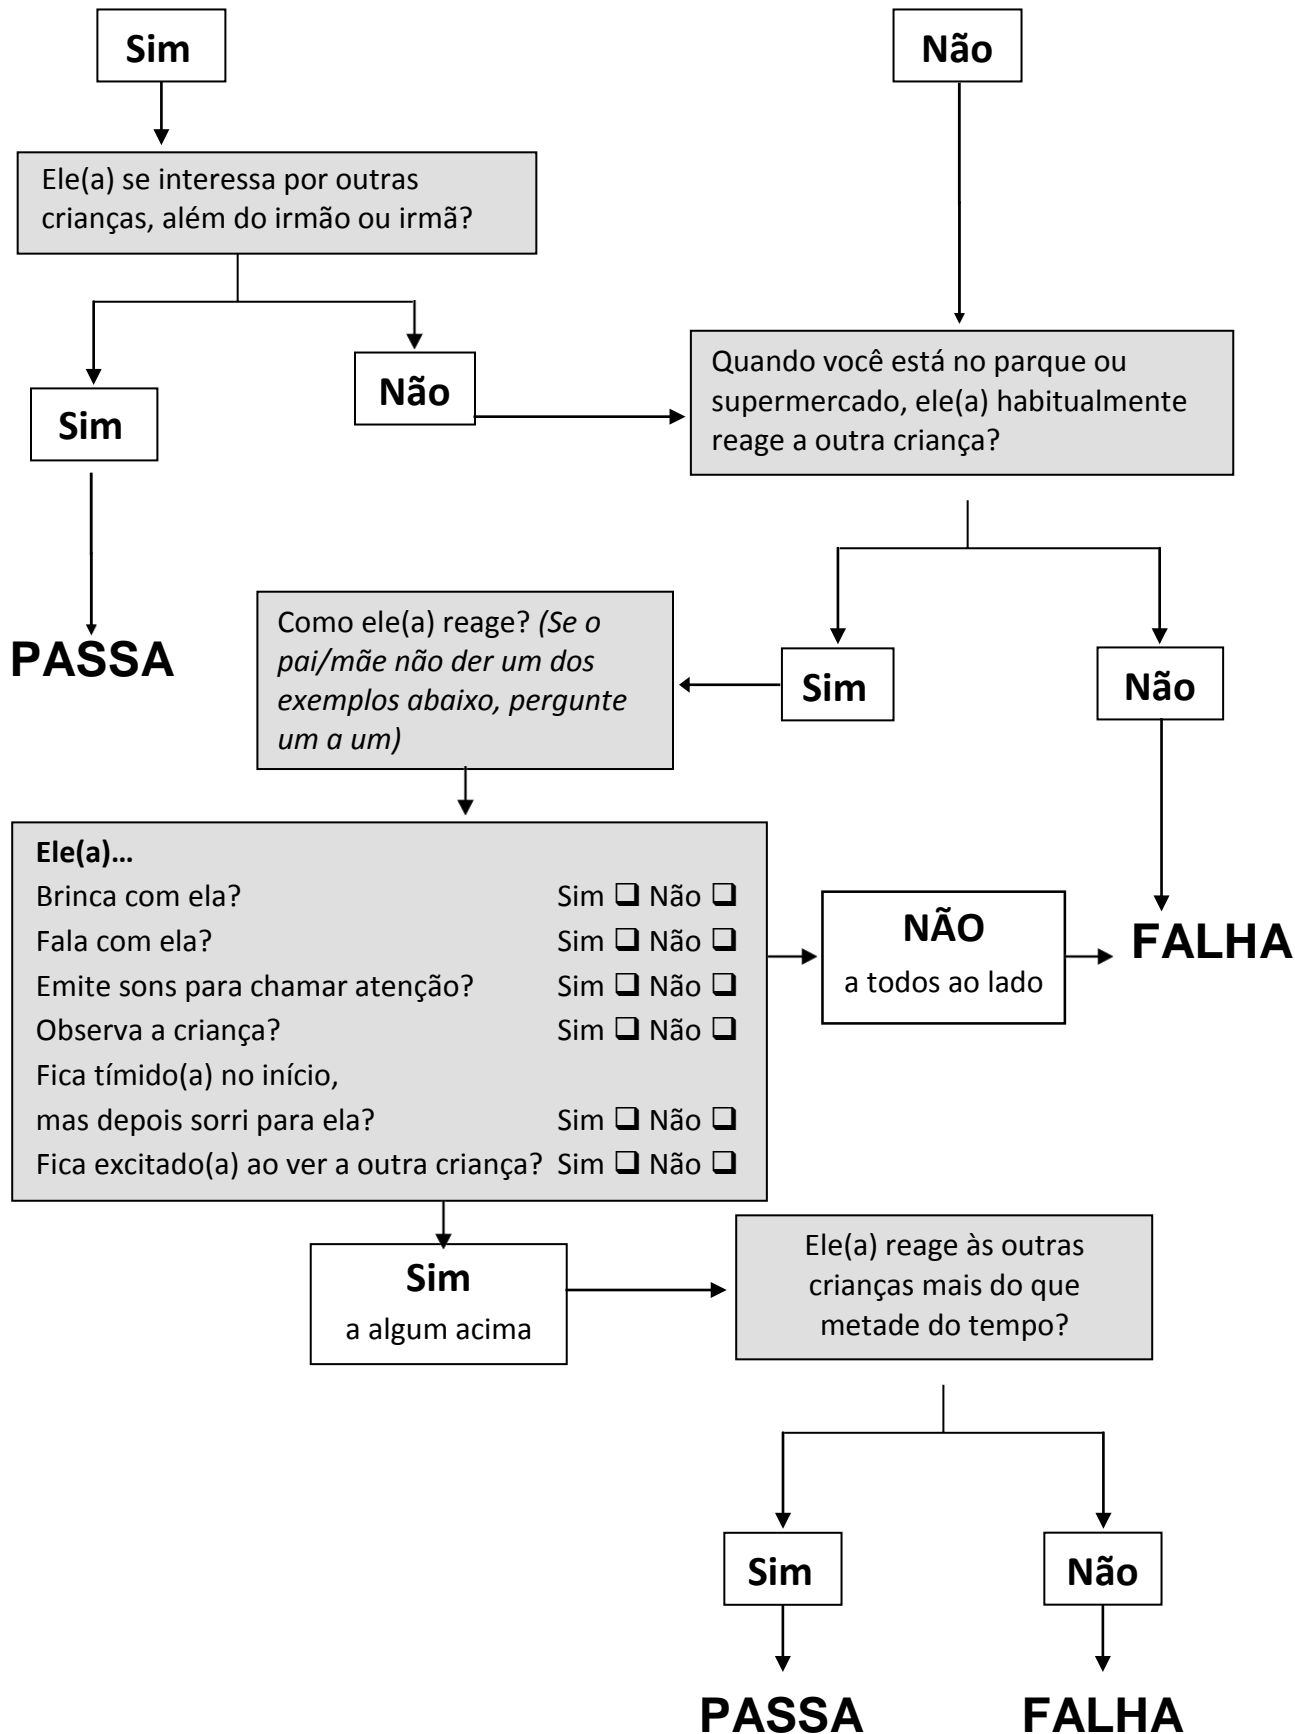 Sim
Não
Ele(a) se interessa por outras
crianças, além do irmão ou irmã?
Sim
Não
Quando você está no parque ou
supermercado, ele(a) habitualmente
reage a outra criança?
PASSA
Como ele(a) reage? (Se o
pai/mãe não der um dos
exemplos abaixo, pergunte
um a um)
Sim
Não
Ele(a)…
Brinca com ela? Sim ❑ Não ❑
Fala com ela? Sim ❑ Não ❑
Emite sons para chamar atenção? Sim ❑ Não ❑
Observa a criança? Sim ❑ Não ❑
Fica tímido(a) no início,
mas depois sorri para ela? Sim ❑ Não ❑
Fica excitado(a) ao ver a outra criança? Sim ❑ Não ❑
NÃO
a todos ao lado
FALHA
Sim
a algum acima
Ele(a) reage às outras
crianças mais do que
metade do tempo?
Sim
Não
PASSA
FALHA